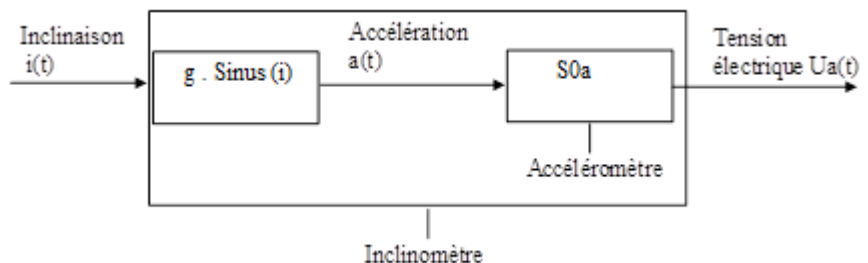 Inclinaison
i(t)
g . Sinus (i)
Accélération
a(t)
S0a
Tension
électrique Ua(t)
Accéléromètre
Inclinomètre